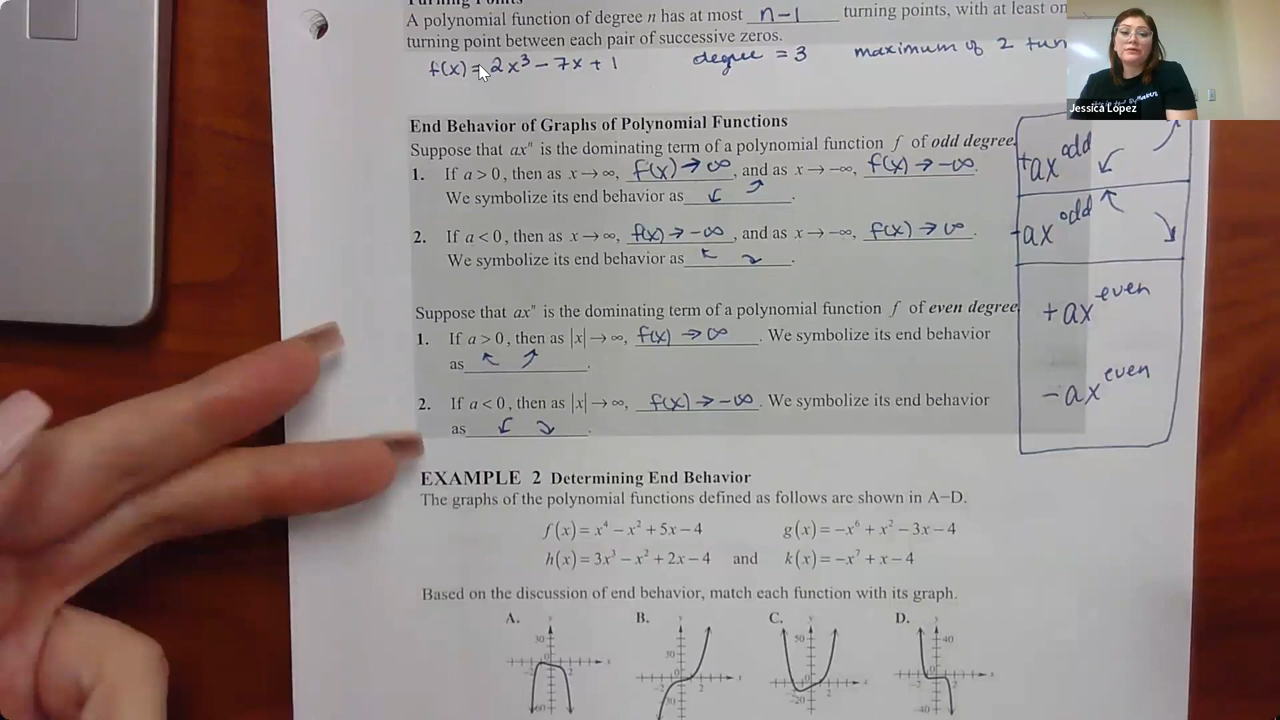 Turning Points
A polynomial function of degree n has at most n-1 turning points, with at least on
turning point between each pair of successive zeros.
f(x) = 2x³ - 7x + 1 degree = 3 maximum of 2 tur
Jessica Lopez
End Behavior of Graphs of Polynomial Functions
Suppose that axⁿ is the dominating term of a polynomial function f of odd degree
1. If a > 0, then as x → ∞, f(x) → ∞, and as x → -∞, f(x) → -∞.
We symbolize its end behavior as ↙ ↗.
2. If a < 0, then as x → ∞, f(x) → -∞, and as x → -∞, f(x) → ∞.
We symbolize its end behavior as ↖ ↘.
+ax^odd ↙ ↗
-ax^odd ↖ ↘
Suppose that axⁿ is the dominating term of a polynomial function f of even degree
1. If a > 0, then as |x| → ∞, f(x) → ∞. We symbolize its end behavior
as ↖ ↗.
2. If a < 0, then as |x| → ∞, f(x) → -∞. We symbolize its end behavior
as ↙ ↘.
+ax^even
-ax^even
EXAMPLE 2 Determining End Behavior
The graphs of the polynomial functions defined as follows are shown in A–D.
f(x) = x⁴ - x² + 5x - 4 g(x) = -x⁶ + x² - 3x - 4
h(x) = 3x³ - x² + 2x - 4 and k(x) = -x⁷ + x - 4
Based on the discussion of end behavior, match each function with its graph.
A. B. C. D.